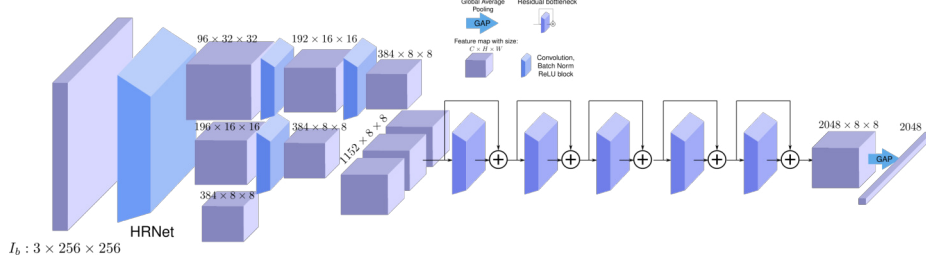 Global Average
Pooling
GAP
Residual bottleneck
Feature map with size:
C × H × W
Convolution,
Batch Norm
ReLU block
96 × 32 × 32
192 × 16 × 16
384 × 8 × 8
196 × 16 × 16
384 × 8 × 8
1152 × 8 × 8
384 × 8 × 8
2048 × 8 × 8
2048
GAP
HRNet
I_b : 3 × 256 × 256